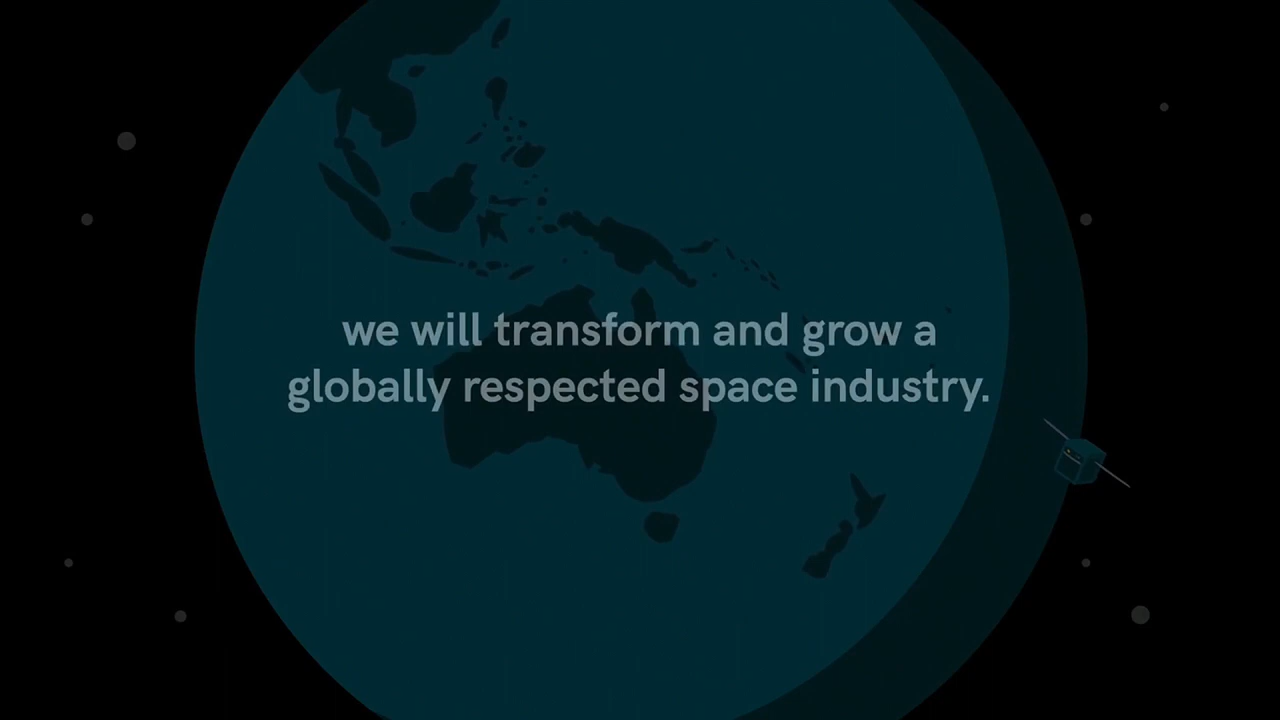 we will transform and grow a
globally respected space industry.